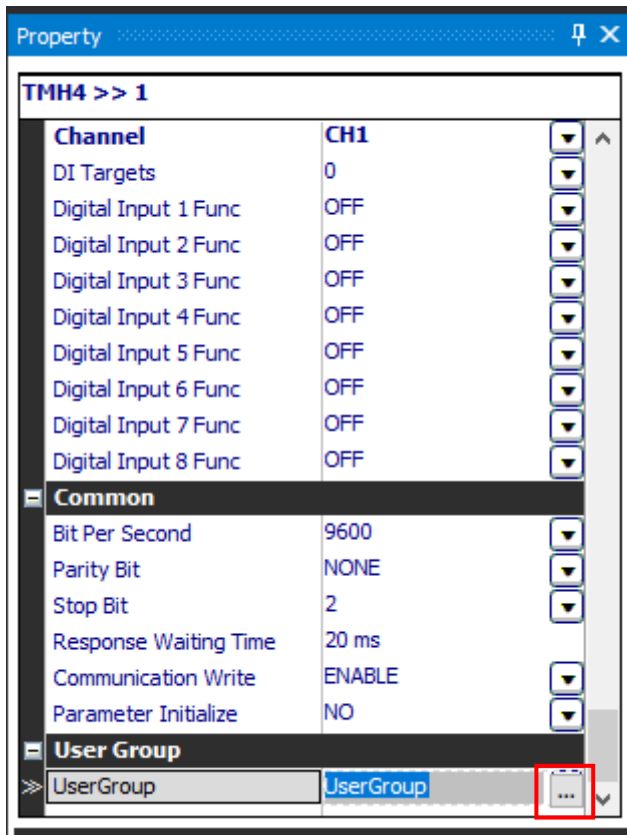 Property
TMH4 >> 1
Channel CH1
DI Targets 0
Digital Input 1 Func OFF
Digital Input 2 Func OFF
Digital Input 3 Func OFF
Digital Input 4 Func OFF
Digital Input 5 Func OFF
Digital Input 6 Func OFF
Digital Input 7 Func OFF
Digital Input 8 Func OFF
Common
Bit Per Second 9600
Parity Bit NONE
Stop Bit 2
Response Waiting Time 20 ms
Communication Write ENABLE
Parameter Initialize NO
User Group
UserGroup UserGroup ...